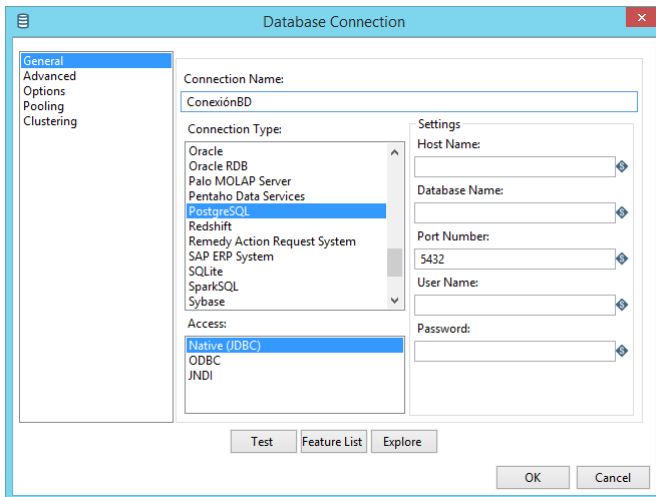 Database Connection
General
Advanced
Options
Pooling
Clustering
Connection Name:
ConexiónBD
Connection Type:
Oracle
Oracle RDB
Palo MOLAP Server
Pentaho Data Services
PostgreSQL
Redshift
Remedy Action Request System
SAP ERP System
SQLite
SparkSQL
Sybase
Access:
Native (JDBC)
ODBC
JNDI
Settings
Host Name:
Database Name:
Port Number:
5432
User Name:
Password:
Test
Feature List
Explore
OK
Cancel